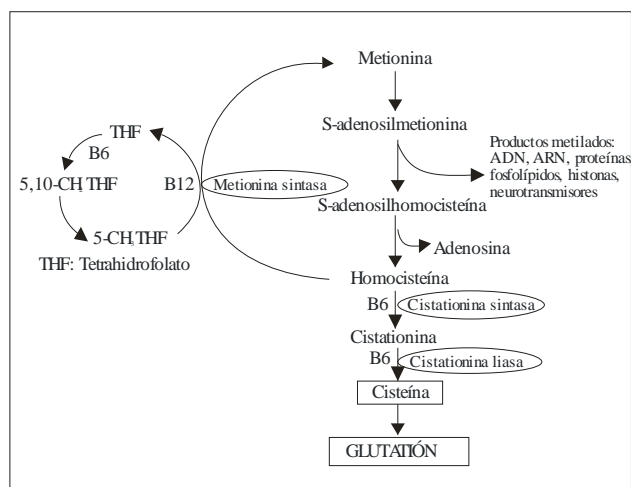 Metionina
S-adenosilmetionina
Productos metilados:
ADN, ARN, proteínas,
fosfolípidos, histonas,
neurotransmisores
S-adenosilhomocisteína
Adenosina
Homocisteína
B6
Cistationina sintasa
Cistationina
B6
Cistationina liasa
Cisteína
GLUTATIÓN
THF
B6
5,10-CH₂THF
B12
Metionina sintasa
5-CH₃THF
THF: Tetrahidrofolato